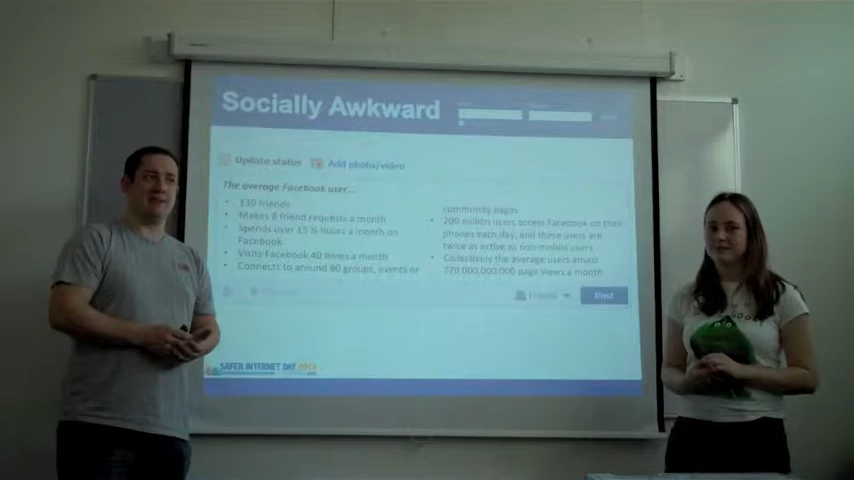 Socially Awkward
Update status
Add photo/video
The average Facebook user...
• 130 friends
• Makes 8 friend requests a month
• Spends over 15 ½ hours a month on
Facebook
• Visits Facebook 40 times a month
• Connects to around 80 groups, events or
community pages
• 200 million users access Facebook on their
phones each day, and these users are
twice as active as non-mobile users.
• Collectively the average users amast
770,000,000,000 page views a month
Friends
Post
SAFER INTERNET DAY 2012